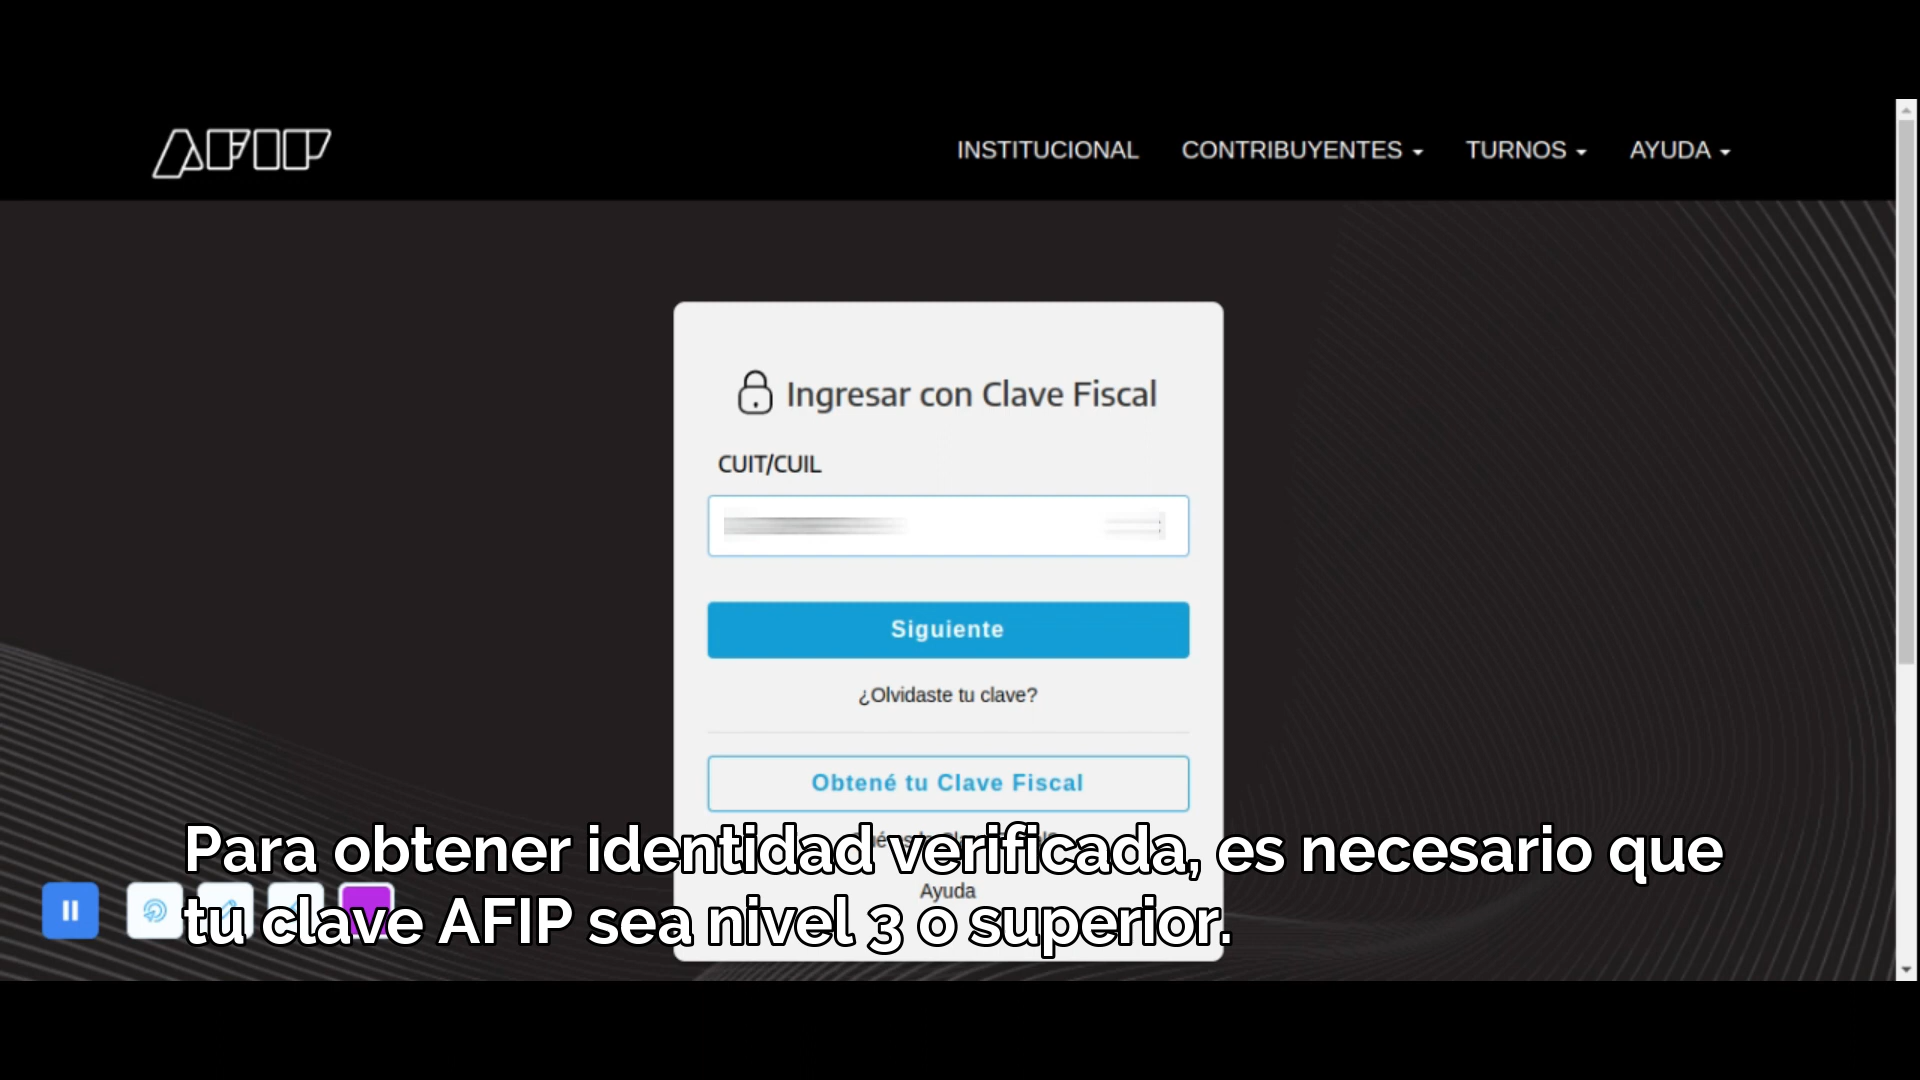 AFIP
INSTITUCIONAL
CONTRIBUYENTES
TURNOS
AYUDA
Ingresar con Clave Fiscal
CUIT/CUIL
Siguiente
¿Olvidaste tu clave?
Obtené tu Clave Fiscal
Ayuda
Para obtener identidad verificada, es necesario que
tu clave AFIP sea nivel 3 o superior.